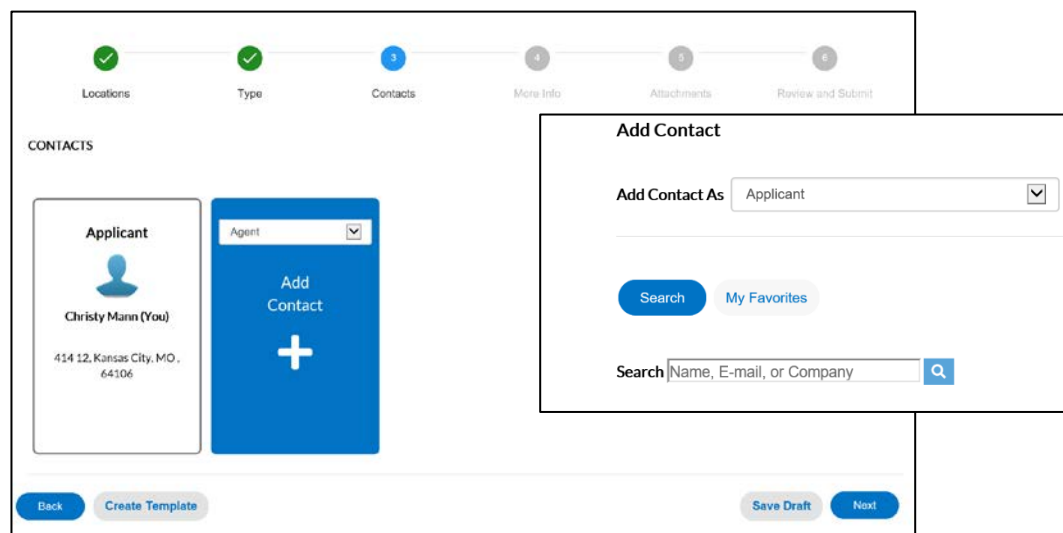 3 4 5 6
Locations Type Contacts More Info Attachments Review and Submit
CONTACTS
Applicant
Christy Mann (You)
414 12, Kansas City, MO ,
64106
Agent
Add
Contact
Back Create Template Save Draft Next
Add Contact
Add Contact As Applicant
Search My Favorites
Search Name, E-mail, or Company